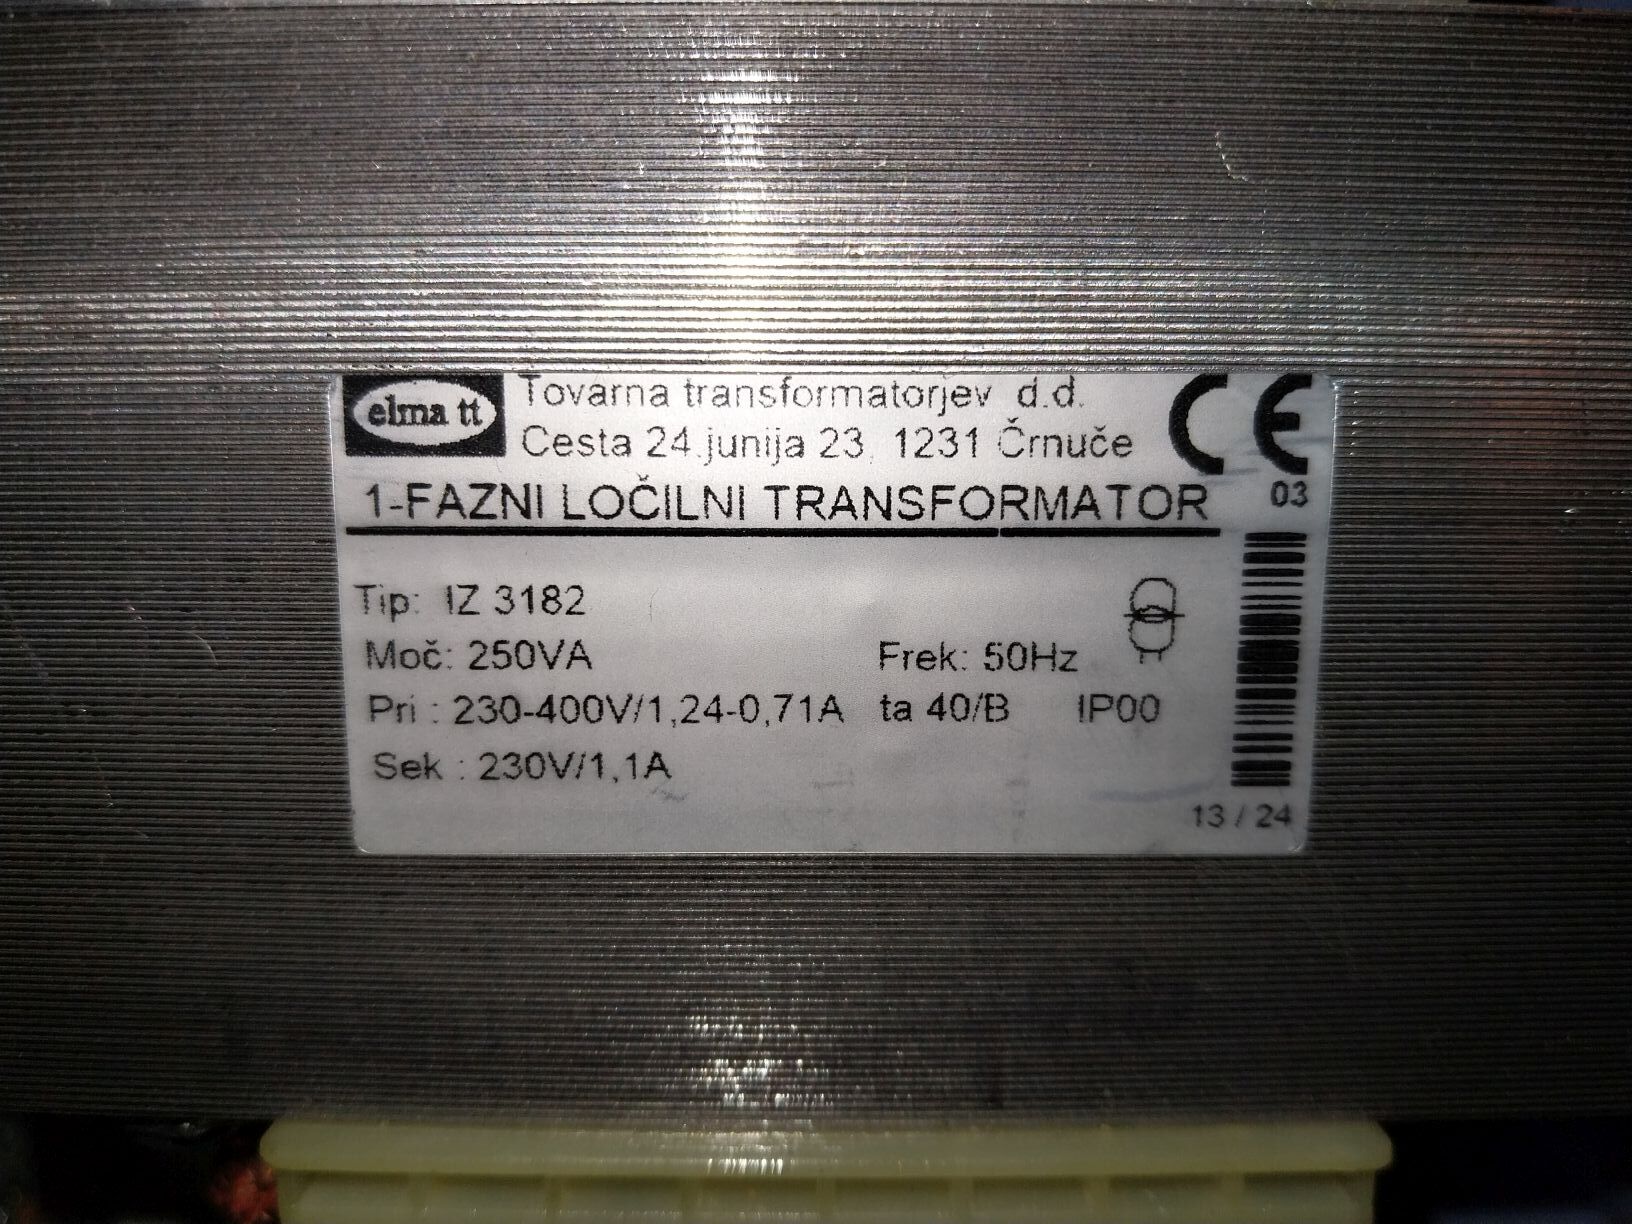 elma tt
Tovarna transformatorjev d.d.
Cesta 24.junija 23, 1231 Črnuče
CE
03
1-FAZNI LOČILNI TRANSFORMATOR
Tip: IZ 3182
Moč: 250VA Frek: 50Hz
Pri : 230-400V/1,24-0,71A ta 40/B IP00
Sek : 230V/1,1A
13 / 24